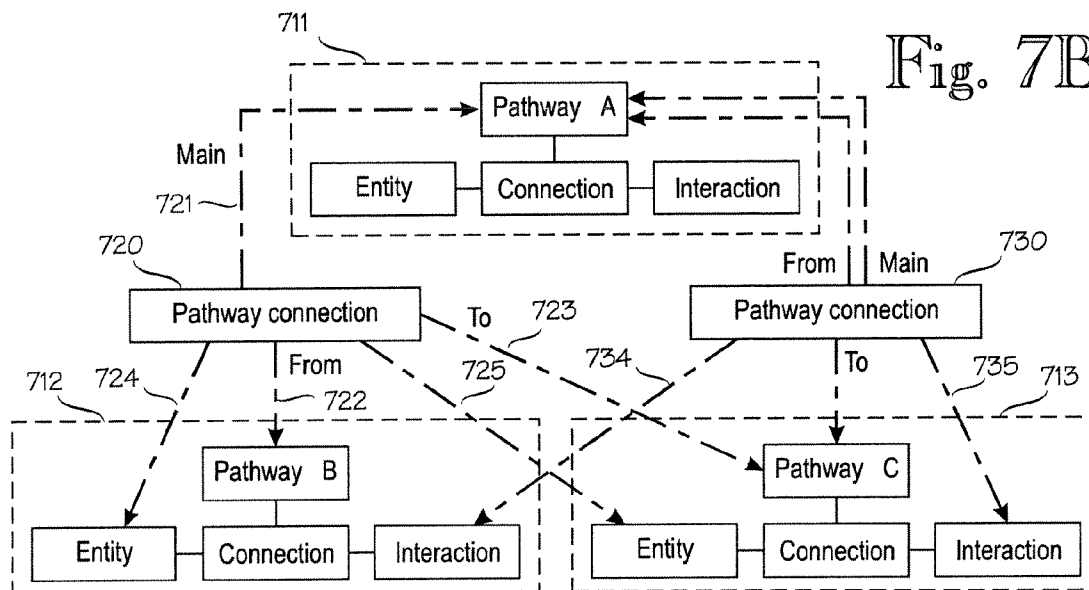 711
Fig. 7B
Pathway A
Main
Entity
Connection
Interaction
721
720
From
Main
730
Pathway connection
To
723
Pathway connection
From
725
734
To
712
724
722
735
713
Pathway B
Pathway C
Entity
Connection
Interaction
Entity
Connection
Interaction